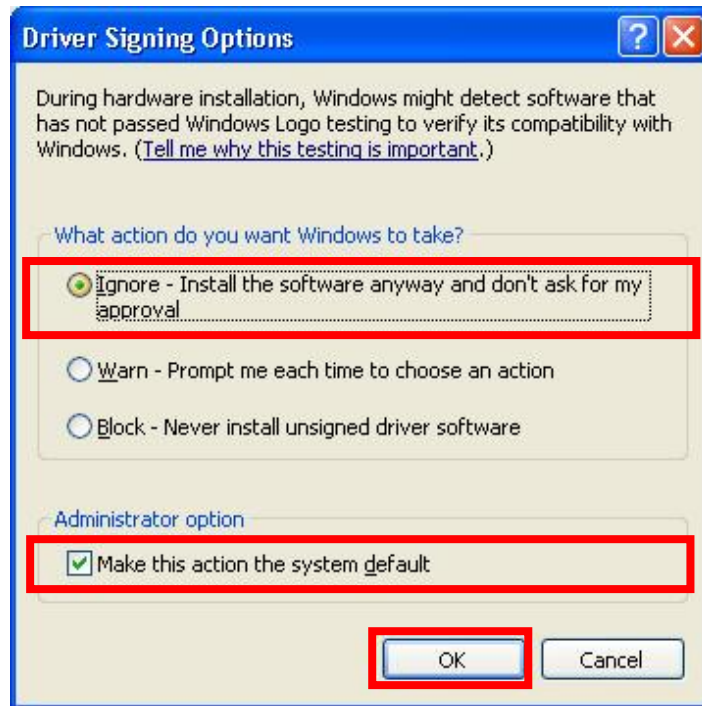 Driver Signing Options
During hardware installation, Windows might detect software that
has not passed Windows Logo testing to verify its compatibility with
Windows. (Tell me why this testing is important.)
What action do you want Windows to take?
Ignore - Install the software anyway and don't ask for my
approval
Warn - Prompt me each time to choose an action
Block - Never install unsigned driver software
Administrator option
Make this action the system default
OK Cancel